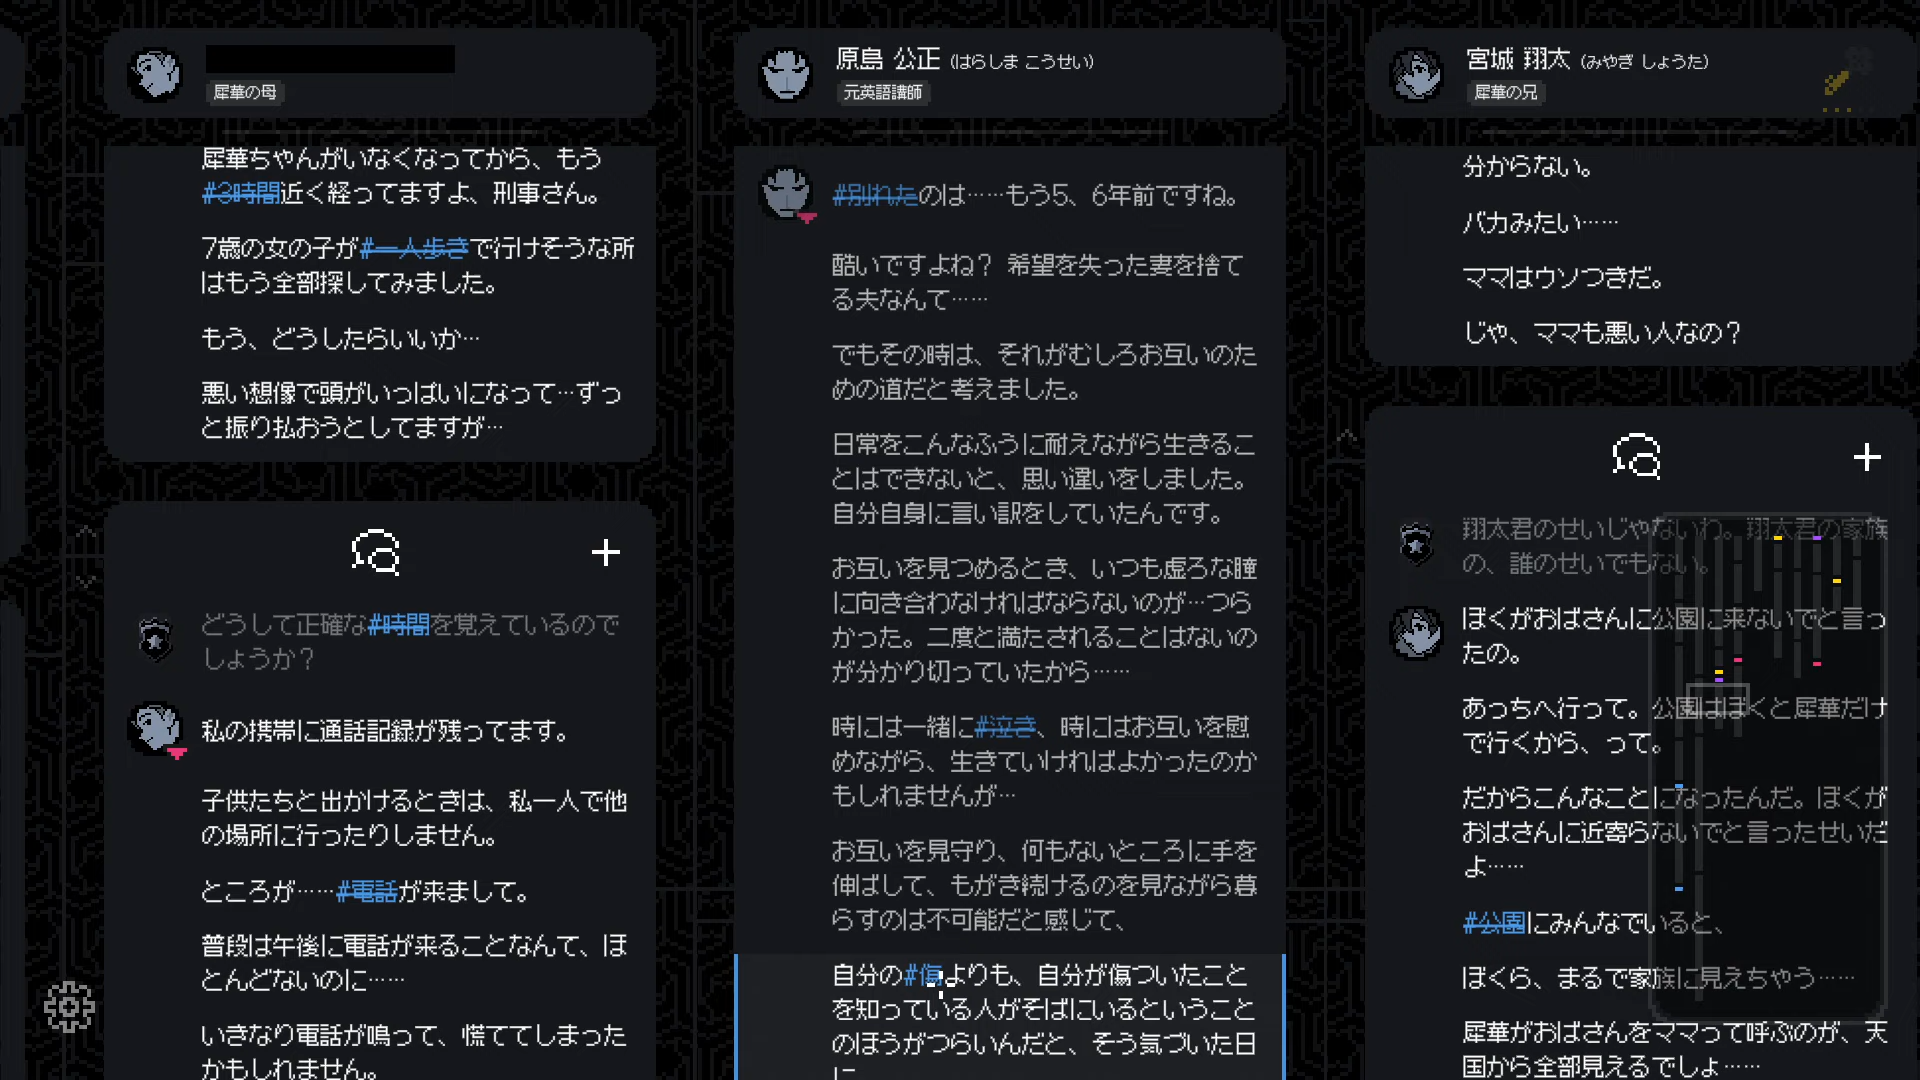 犀華の母
犀華ちゃんがいなくなってから、もう
#3時間近く経ってますよ、刑事さん。
7歳の女の子が#一人歩きで行けそうな所
はもう全部探してみました。
もう、どうしたらいいか…
悪い想像で頭がいっぱいになって…ずっ
と振り払おうとしてますが…
どうして正確な#時間を覚えているので
しょうか？
私の携帯に通話記録が残ってます。
子供たちと出かけるときは、私一人で他
の場所に行ったりしません。
ところが……#電話が来まして。
普段は午後に電話が来ることなんて、ほ
とんどないのに……
いきなり電話が鳴って、慌ててしまった
かもしれません。
原島 公正 (はらしま こうせい)
元英語講師
#別れたのは……もう5、6年前ですね。
酷いですよね？ 希望を失った妻を捨て
る夫なんて……
でもその時は、それがむしろお互いのた
めの道だと考えました。
日常をこんなふうに耐えながら生きるこ
とはできないと、思い違いをしました。
自分自身に言い訳をしていたんです。
お互いを見つめるとき、いつも虚ろな瞳
に向き合わなければならないのが…つら
かった。二度と満たされることはないの
が分かり切っていたから……
時には一緒に#泣き、時にはお互いを慰
めながら、生きていければよかったのか
もしれませんが…
お互いを見守り、何もないところに手を
伸ばして、もがき続けるのを見ながら暮
らすのは不可能だと感じて、
自分の#傷よりも、自分が傷ついたこと
を知っている人がそばにいるということ
のほうがつらいんだと、そう気づいた日
に
宮城 翔太 (みやぎ しょうた)
犀華の兄
分からない。
バカみたい……
ママはウソつきだ。
じゃ、ママも悪い人なの？
翔太君のせいじゃないわ。翔太君の家族
の、誰のせいでもない。
ぼくがおばさんに公園に来ないでと言っ
たの。
あっちへ行って。公園はぼくと犀華だけ
で行くから、って。
だからこんなことになったんだ。ぼくが
おばさんに近寄らないでと言ったせいだ
よ……
#公園にみんなでいると、
ぼくら、まるで家族に見えちゃう……
犀華がおばさんをママって呼ぶのが、天
国から全部見えるでしょ……